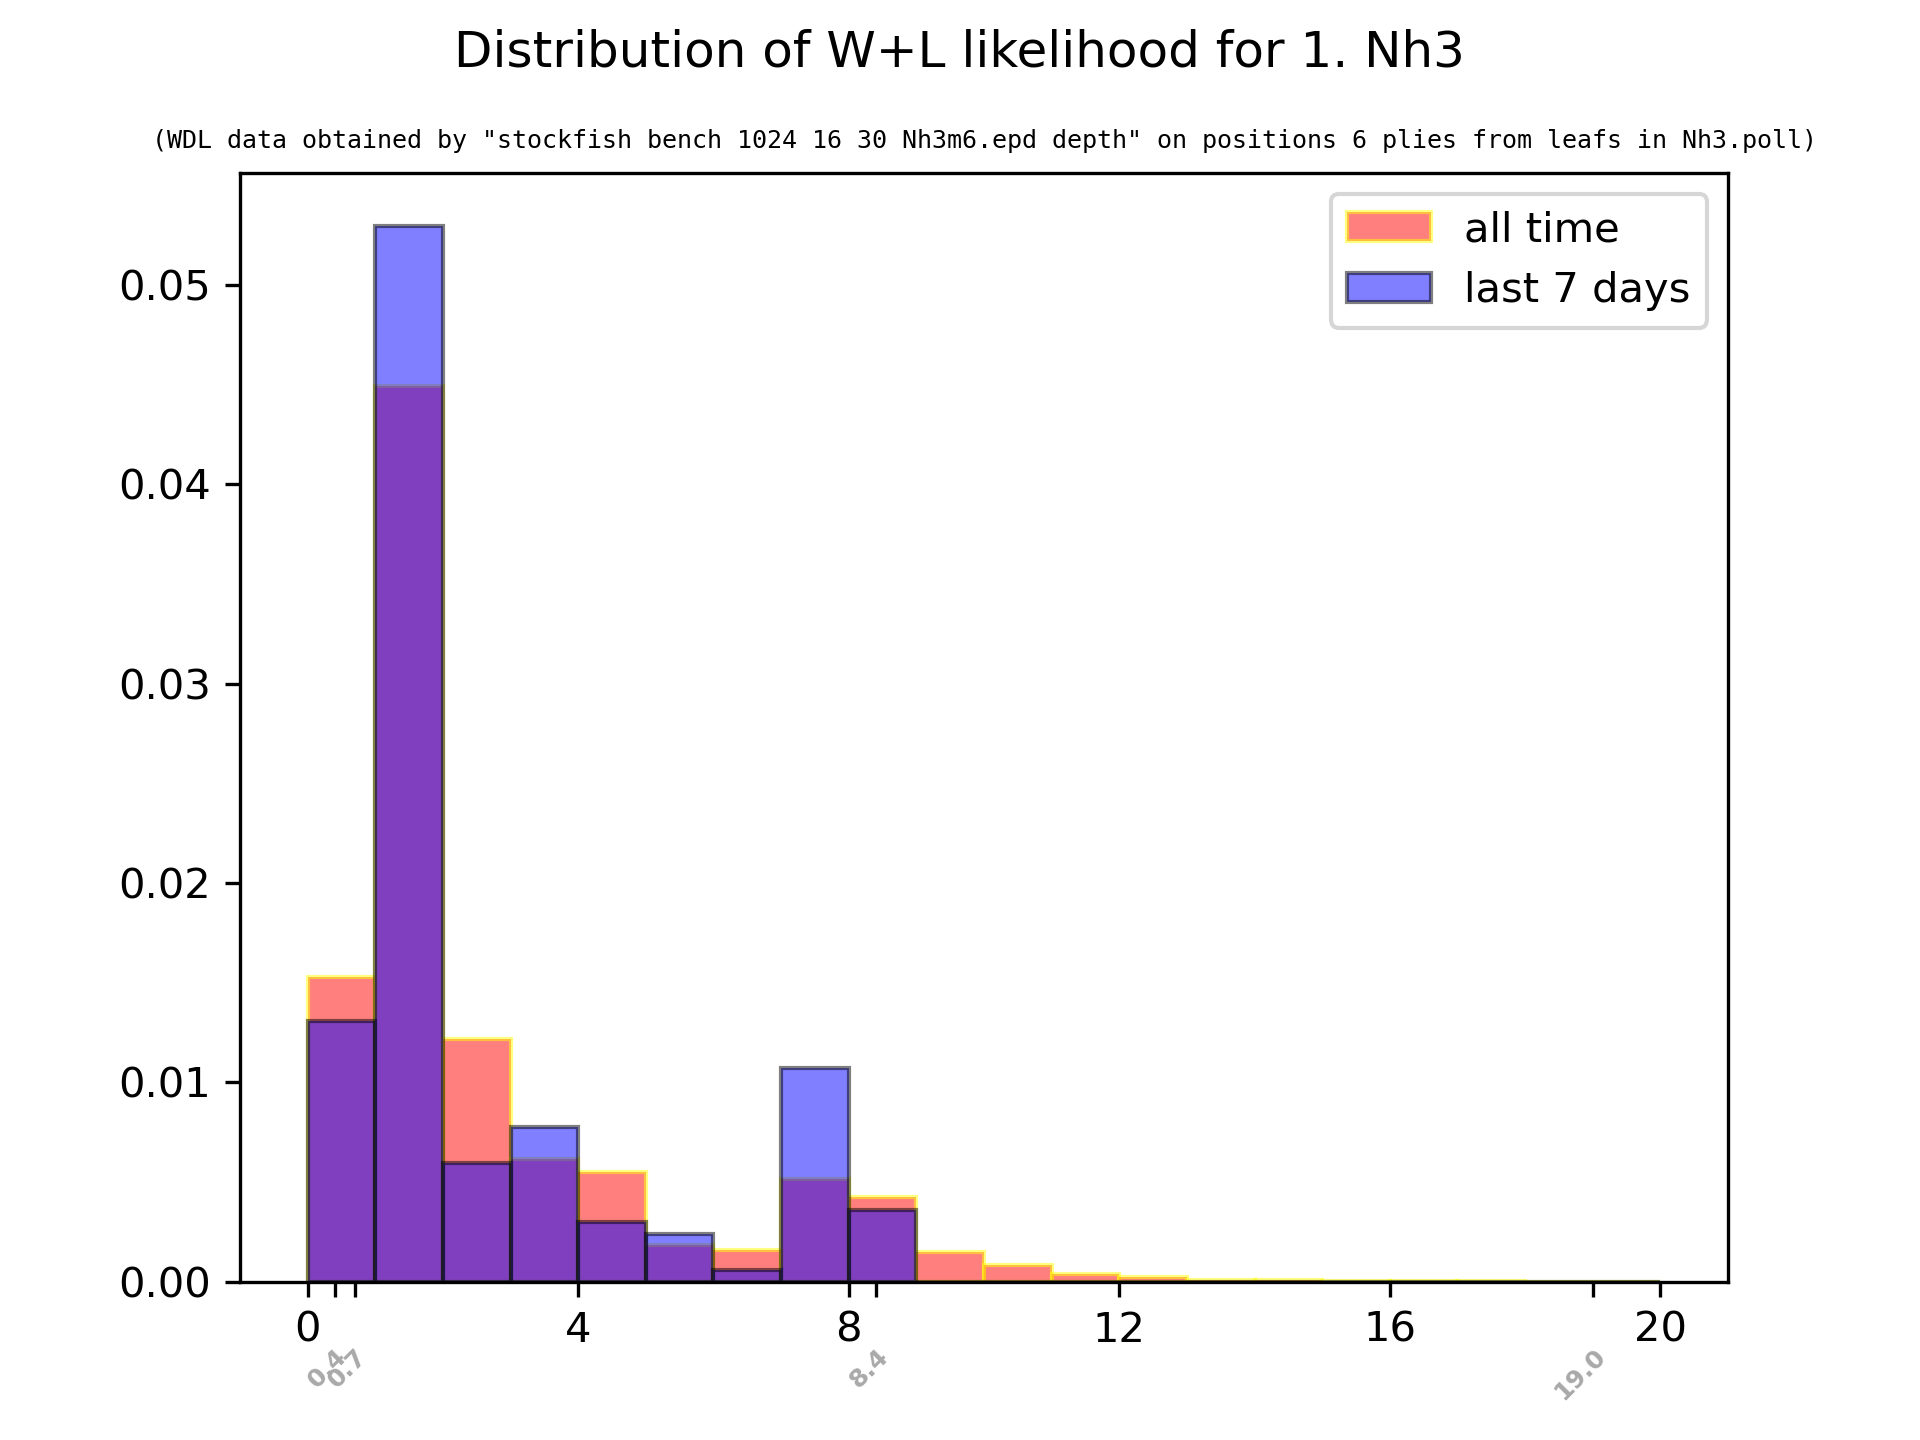 Distribution of W+L likelihood for 1. Nh3
(WDL data obtained by "stockfish bench 1024 16 30 Nh3m6.epd depth" on positions 6 plies from leafs in Nh3.poll)
all time
last 7 days
0.05
0.04
0.03
0.02
0.01
0.00
0 4 8 12 16 20
0.4 0.7 8.4 19.0